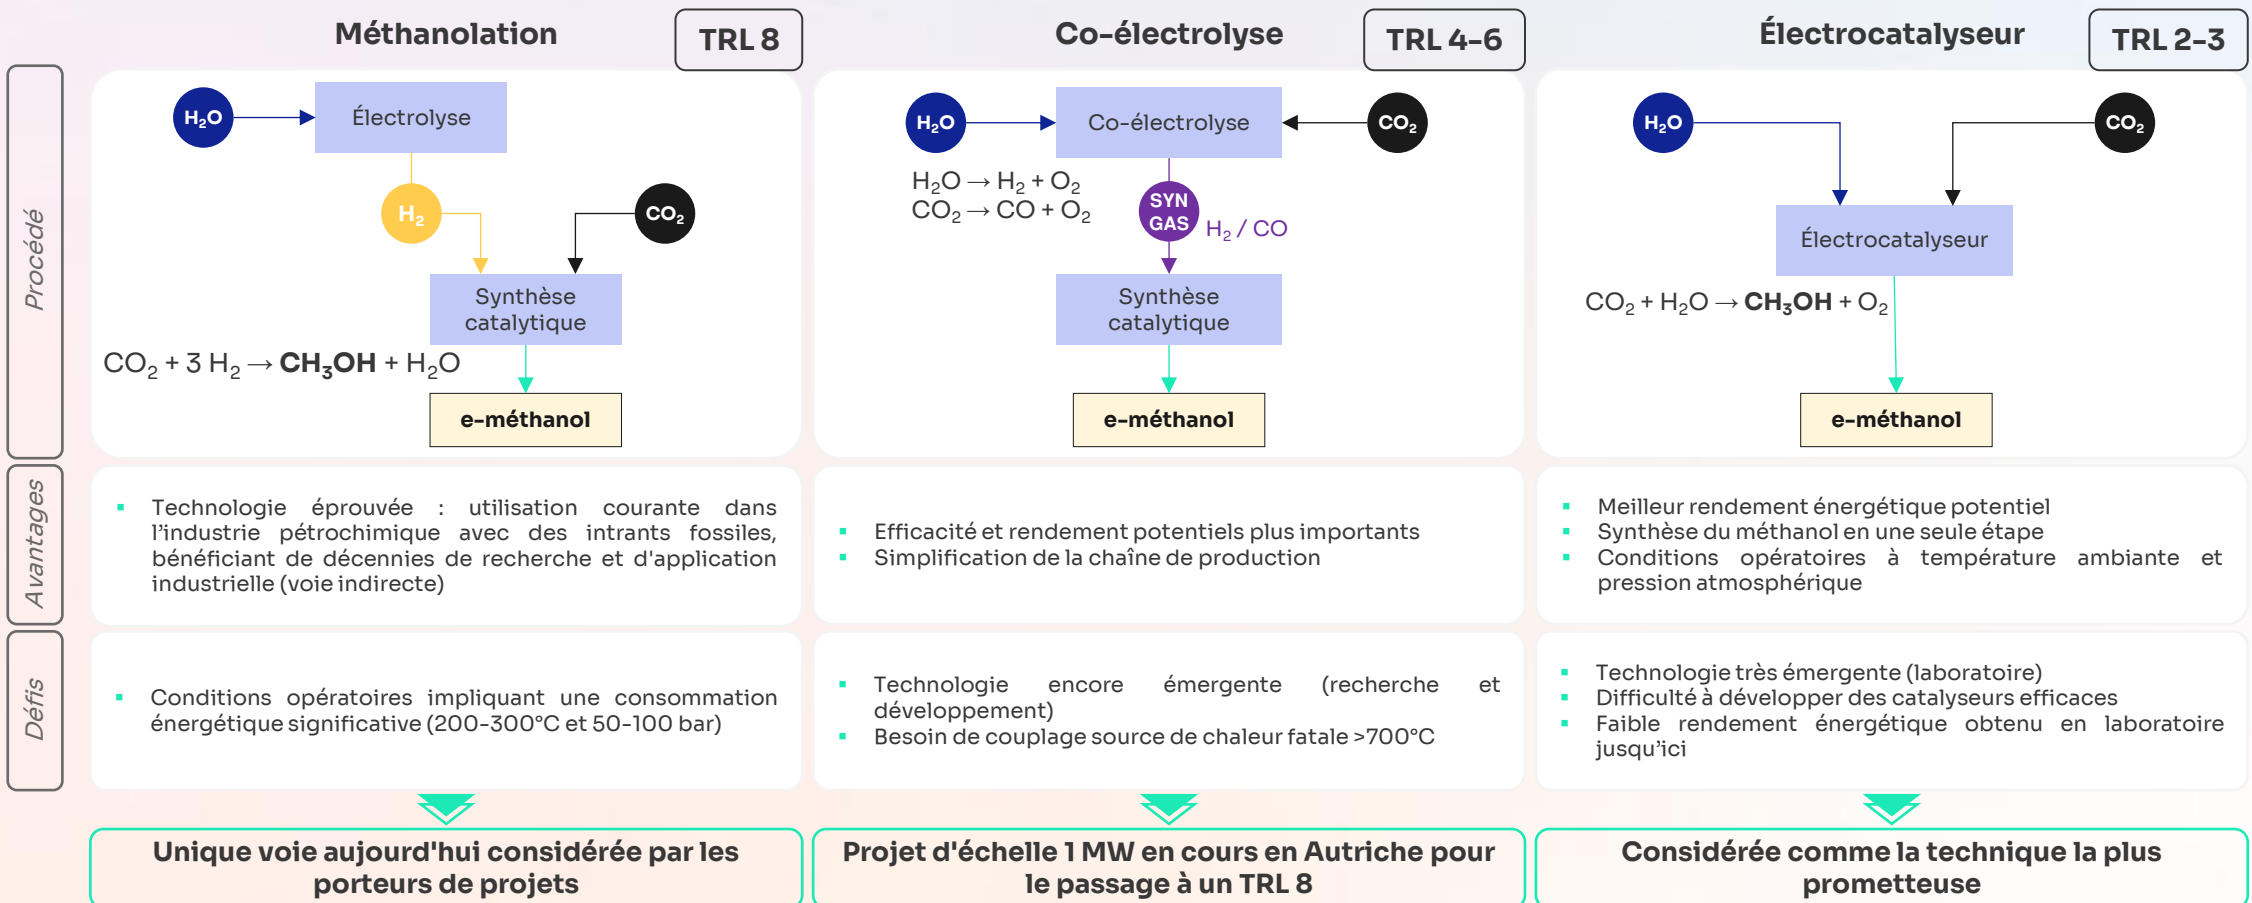 Méthanolation
TRL 8
Co-électrolyse
TRL 4-6
Électrocatalyseur
TRL 2-3
Procédé
H₂O
Électrolyse
H₂
CO₂
Synthèse
catalytique
CO₂ + 3 H₂ → CH₃OH + H₂O
e-méthanol
H₂O
Co-électrolyse
CO₂
H₂O → H₂ + O₂
CO₂ → CO + O₂
SYN
GAS
H₂ / CO
Synthèse
catalytique
e-méthanol
H₂O
CO₂
Électrocatalyseur
CO₂ + H₂O → CH₃OH + O₂
e-méthanol
Avantages
▪ Technologie éprouvée : utilisation courante dans
l’industrie pétrochimique avec des intrants fossiles,
bénéficiant de décennies de recherche et d'application
industrielle (voie indirecte)
▪ Efficacité et rendement potentiels plus importants
▪ Simplification de la chaîne de production
▪ Meilleur rendement énergétique potentiel
▪ Synthèse du méthanol en une seule étape
▪ Conditions opératoires à température ambiante et
pression atmosphérique
Défis
▪ Conditions opératoires impliquant une consommation
énergétique significative (200-300°C et 50-100 bar)
▪ Technologie encore émergente (recherche et
développement)
▪ Besoin de couplage source de chaleur fatale >700°C
▪ Technologie très émergente (laboratoire)
▪ Difficulté à développer des catalyseurs efficaces
▪ Faible rendement énergétique obtenu en laboratoire
jusqu’ici
Unique voie aujourd'hui considérée par les
porteurs de projets
Projet d'échelle 1 MW en cours en Autriche pour
le passage à un TRL 8
Considérée comme la technique la plus
prometteuse